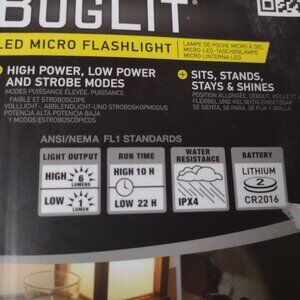 BUGLIT®
LED MICRO FLASHLIGHT
LAMPE DE POCHE MICRO À DEL
MICRO-LED-TASCHENLAMPE
MICRO LINTERNA LED
+ HIGH POWER, LOW POWER
AND STROBE MODES
MODES PUISSANCE ÉLEVÉE, PUISSANCE
FAIBLE ET STROBOSCOPE
VOLLLICHT-, ABBLENDLICHT- UND STROBOSKOPMODUS
POTENCIA ALTA POTENCIA BAJA
Y MODOS ESTROBOSCÓPICOS
+ SITS, STANDS,
STAYS & SHINES
POSITION ALLONGÉE, DEBOUT,
FLEXIBEL UND VIELSEITIG EINSETZBAR
SE SIENTA, SE PARA, SE FIJA Y BRILLA
ANSI/NEMA FL1 STANDARDS
LIGHT OUTPUT
HIGH 6 LUMENS
LOW 1 LUMEN
RUN TIME
HIGH 10 H
LOW 22 H
WATER
RESISTANCE
IPX4
BATTERY
LITHIUM
2
CR2016